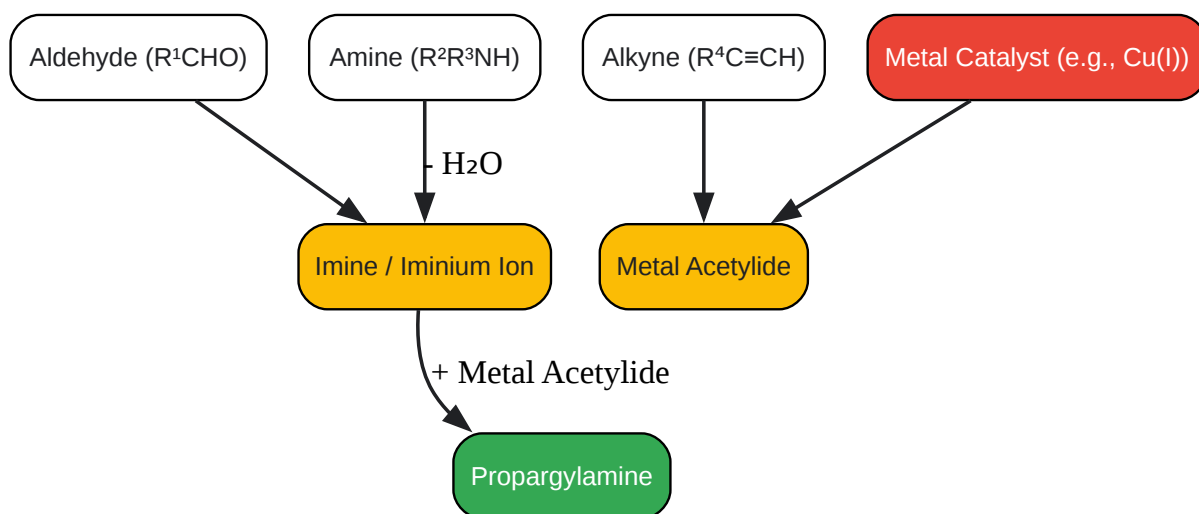 Aldehyde (R¹CHO)
Amine (R²R³NH)
Alkyne (R⁴C≡CH)
Metal Catalyst (e.g., Cu(I))
- H₂O
Imine / Iminium Ion
Metal Acetylide
+ Metal Acetylide
Propargylamine